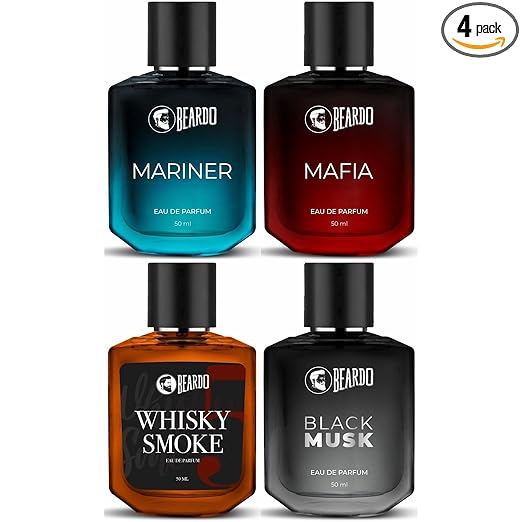 4
pack
BEARDO
MARINER
EAU DE PARFUM
50 ml
BEARDO
MAFIA
EAU DE PARFUM
50 ml
BEARDO
WHISKY
SMOKE
EAU DE PARFUM
50 ML
BEARDO
BLACK
MUSK
EAU DE PARFUM
50 ml